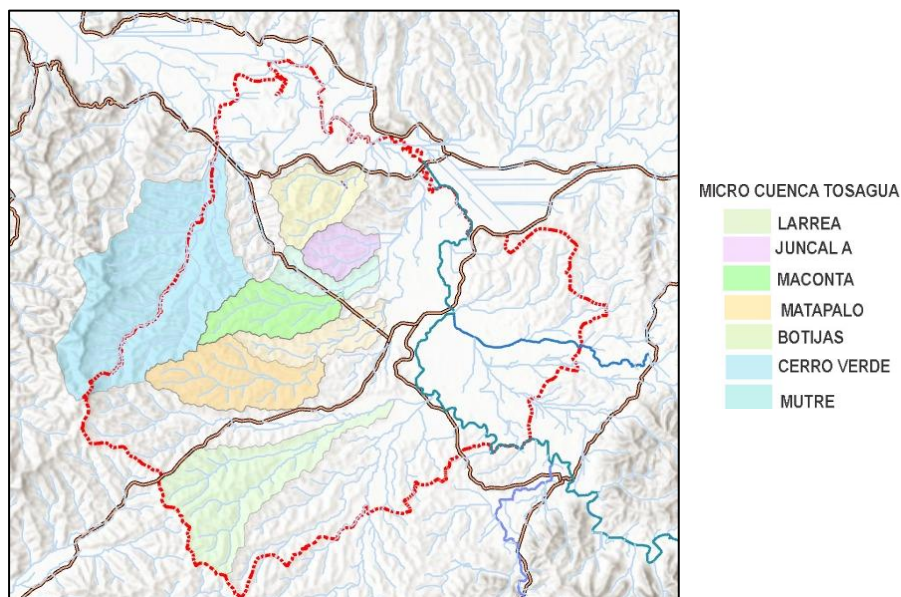 MICRO CUENCA TOSAGUA
LARREA
JUNCAL A
MACONTA
MATAPALO
BOTIJAS
CERRO VERDE
MUTRE